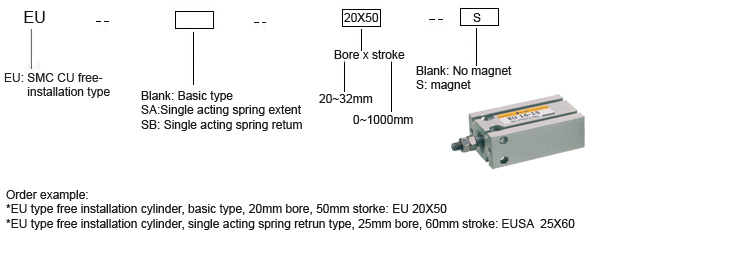 EU -- -- 20X50 -- S
Bore x stroke
EU: SMC CU free-
installation type
Blank: Basic type
SA:Single acting spring extent
SB: Single acting spring retum
20~32mm
0~1000mm
Blank: No magnet
S: magnet
EU 16-15
Order example:
*EU type free installation cylinder, basic type, 20mm bore, 50mm storke: EU 20X50
*EU type free installation cylinder, single acting spring retrun type, 25mm bore, 60mm stroke: EUSA 25X60